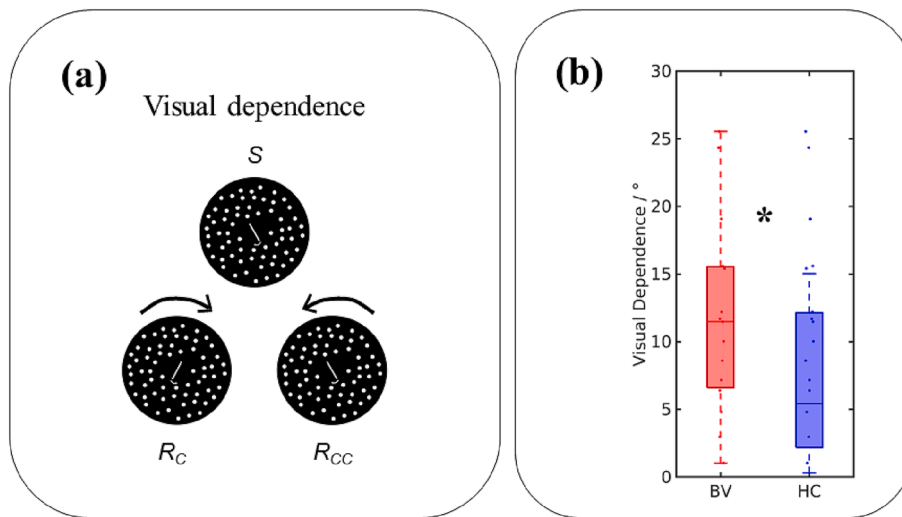 (a)
Visual dependence
S
R_C
R_CC
(b)
Visual Dependence / °
30
25
20
15
10
5
0
*
BV HC